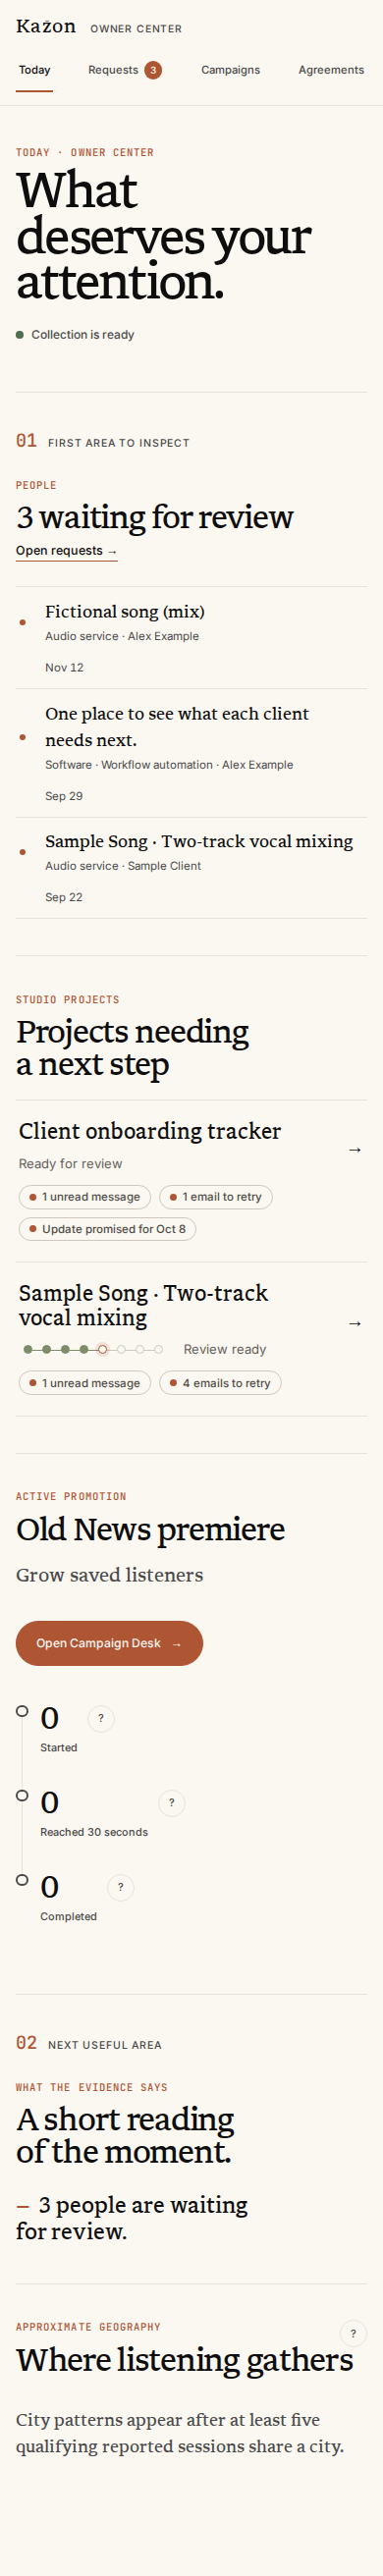 Kazon OWNER CENTER
Today Requests 3 Campaigns Agreements
TODAY · OWNER CENTER
What
deserves your
attention.
Collection is ready
01 FIRST AREA TO INSPECT
PEOPLE
3 waiting for review
Open requests →
Fictional song (mix)
Audio service · Alex Example
Nov 12
One place to see what each client
needs next.
Software · Workflow automation · Alex Example
Sep 29
Sample Song · Two-track vocal mixing
Audio service · Sample Client
Sep 22
STUDIO PROJECTS
Projects needing
a next step
Client onboarding tracker →
Ready for review
1 unread message 1 email to retry
Update promised for Oct 8
Sample Song · Two-track
vocal mixing →
Review ready
1 unread message 4 emails to retry
ACTIVE PROMOTION
Old News premiere
Grow saved listeners
Open Campaign Desk →
0 ?
Started
0 ?
Reached 30 seconds
0 ?
Completed
02 NEXT USEFUL AREA
WHAT THE EVIDENCE SAYS
A short reading
of the moment.
— 3 people are waiting
for review.
APPROXIMATE GEOGRAPHY ?
Where listening gathers
City patterns appear after at least five
qualifying reported sessions share a city.